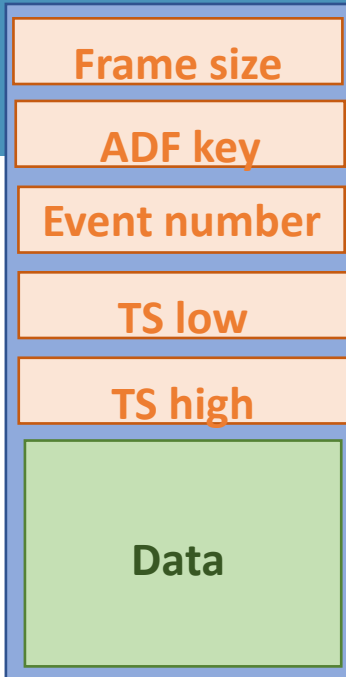 Frame size
ADF key
Event number
TS low
TS high
Data